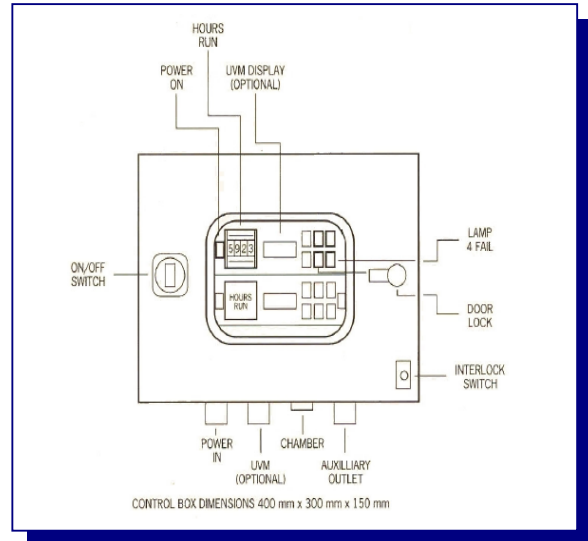 HOURS
RUN
POWER
ON
UVM DISPLAY
(OPTIONAL)
5923
LAMP
4 FAIL
ON/OFF
SWITCH
HOURS
RUN
DOOR
LOCK
INTERLOCK
SWITCH
POWER
IN
UVM
(OPTIONAL)
CHAMBER
AUXILLIARY
OUTLET
CONTROL BOX DIMENSIONS 400 mm x 300 mm x 150 mm